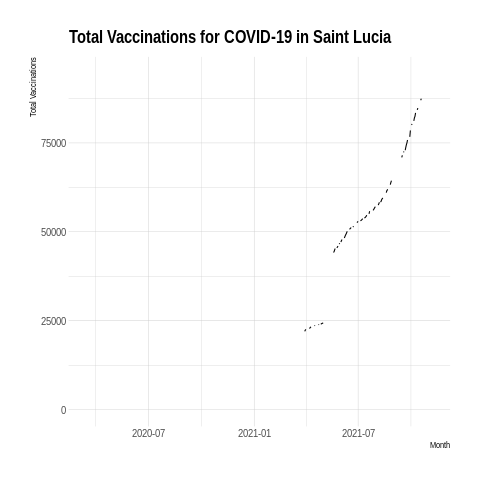 Total Vaccinations for COVID-19 in Saint Lucia
Total Vaccinations
75000
50000
25000
0
2020-07 2021-01 2021-07
Month